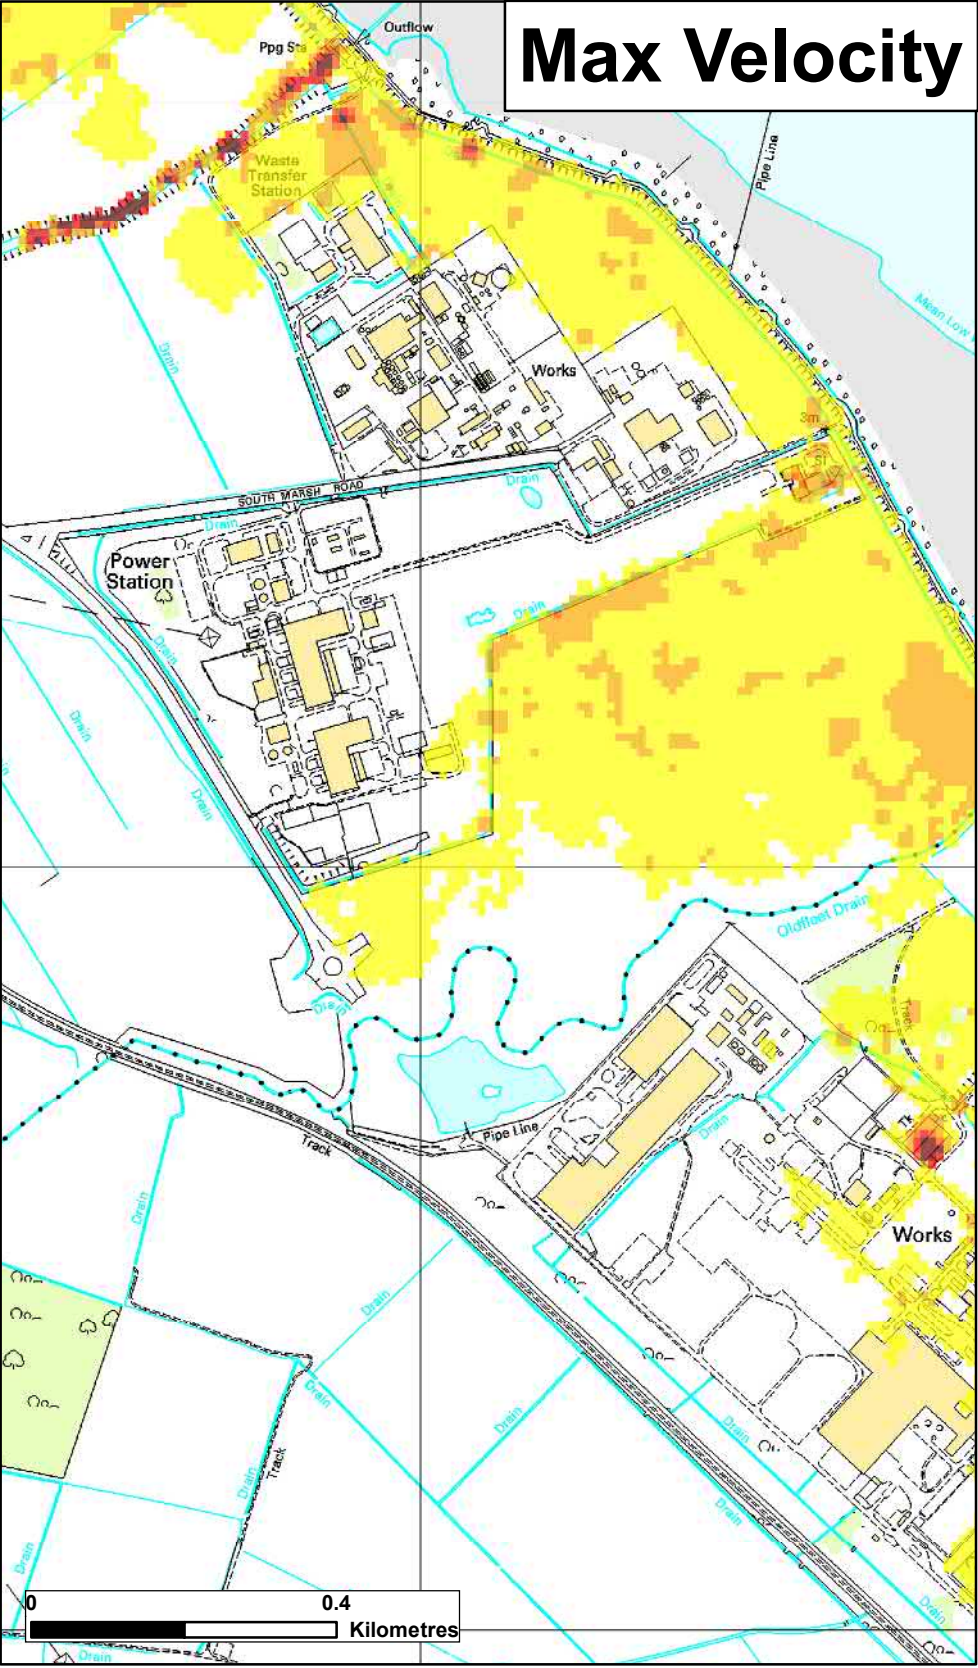 Max Velocity
Outflow
Ppg Sta
Pipe Line
Waste
Transfer
Station
Mean Low
Drain
Works
3m
SOUTH MARSH ROAD
Drain
Drain
Power
Station
Drain
Drain
Drain
Drain
Oldfleet Drain
Track
Drain
Pipe Line
Drain
Track
Tk
Drain
Works
Drain
Drain
Drain
Drain
Track
Drain
Drain
Drain
Drain
Drain
0 0.4
Kilometres